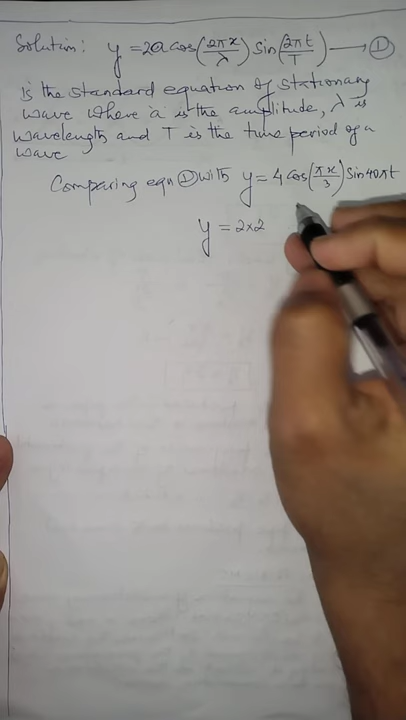 Solution: y = 2a cos(2πx/λ) sin(2πt/T) → ①
is the standard equation of stationary
wave where a is the amplitude, λ is
wavelength and T is the time period of a
wave
Comparing eqn ① with y = 4 cos(πx/3) sin 40πt
y = 2×2